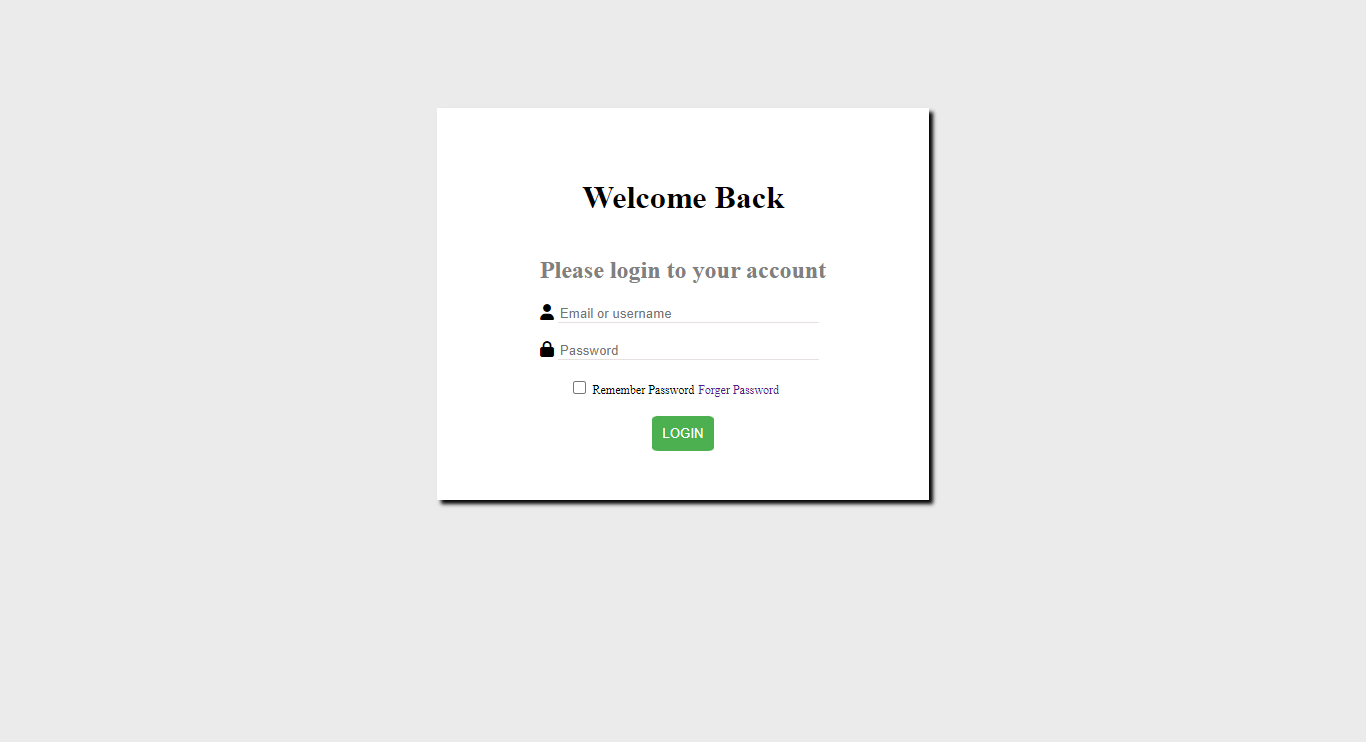 Welcome Back
Please login to your account
Email or username
Password
Remember Password Forger Password
LOGIN